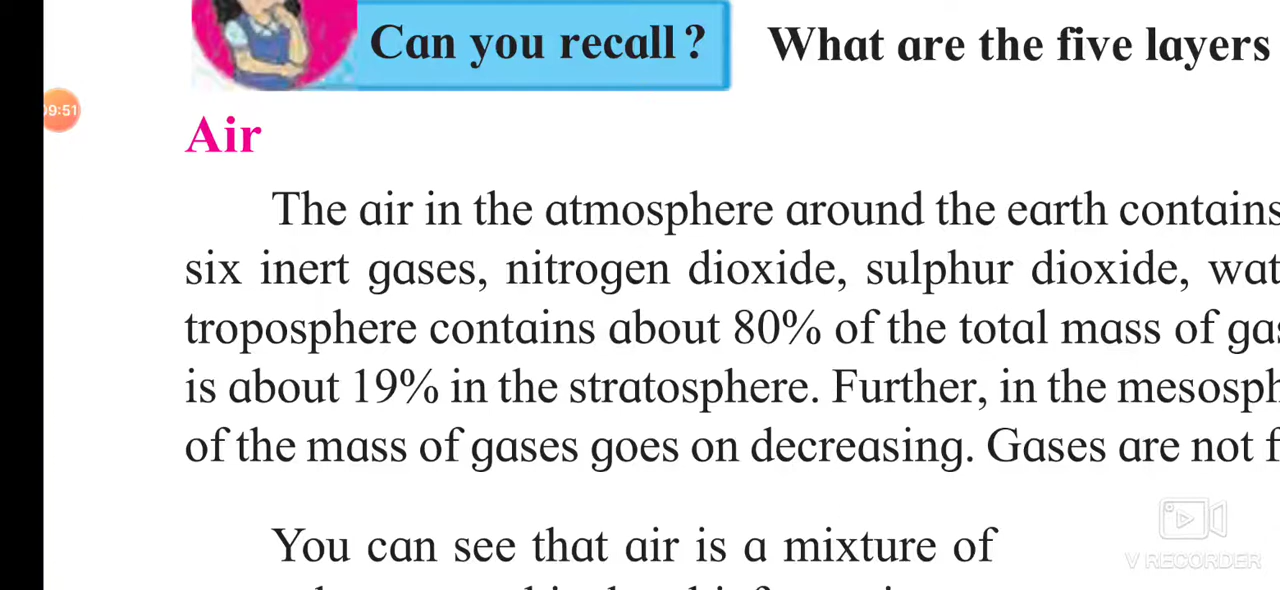 Can you recall? What are the five layers
09:51
Air
The air in the atmosphere around the earth contains
six inert gases, nitrogen dioxide, sulphur dioxide, wat
troposphere contains about 80% of the total mass of gas
is about 19% in the stratosphere. Further, in the mesosph
of the mass of gases goes on decreasing. Gases are not f
You can see that air is a mixture of
V RECORDER